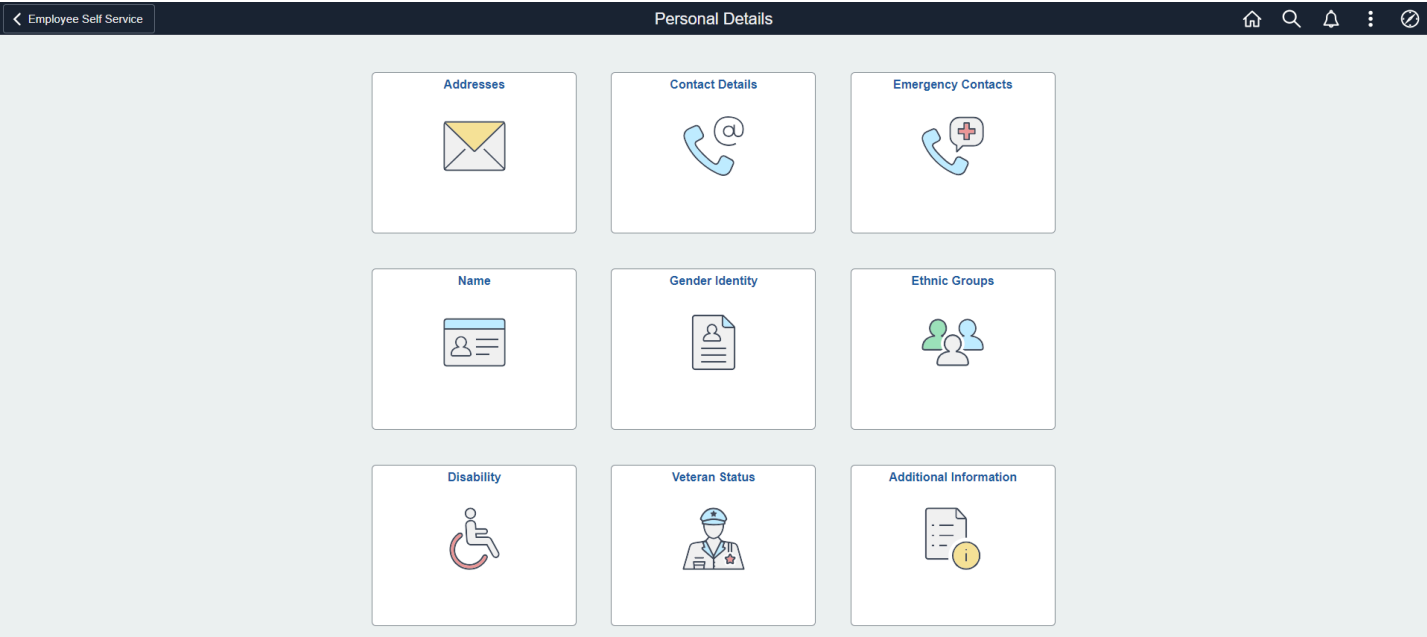 Employee Self Service
Personal Details
Addresses
Contact Details
Emergency Contacts
Name
Gender Identity
Ethnic Groups
Disability
Veteran Status
Additional Information